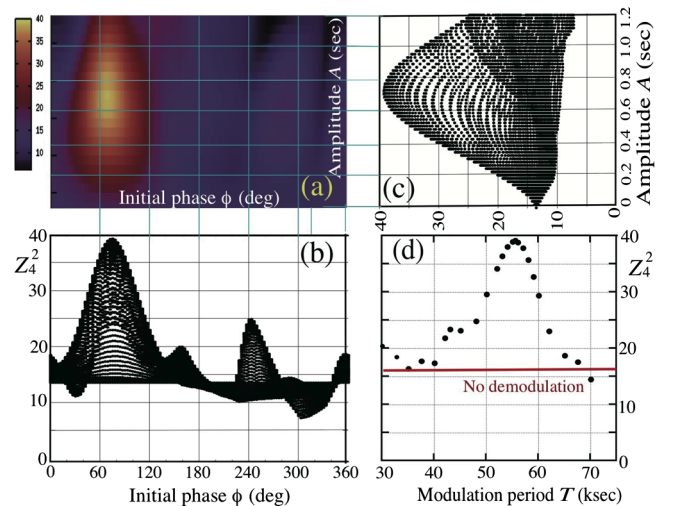 40
35
30
25
20
15
10
Amplitude A (sec)
Initial phase ϕ (deg)
(a)
(c)
1.2
1.0
0.8
0.6
0.4
0.2
0
Amplitude A (sec)
40
30
20
10
0
(b)
Z₄²
40
30
20
10
0
0 60 120 180 240 300 360
Initial phase ϕ (deg)
(d)
Z₄²
40
30
20
10
0
No demodulation
30 40 50 60 70
Modulation period T (ksec)